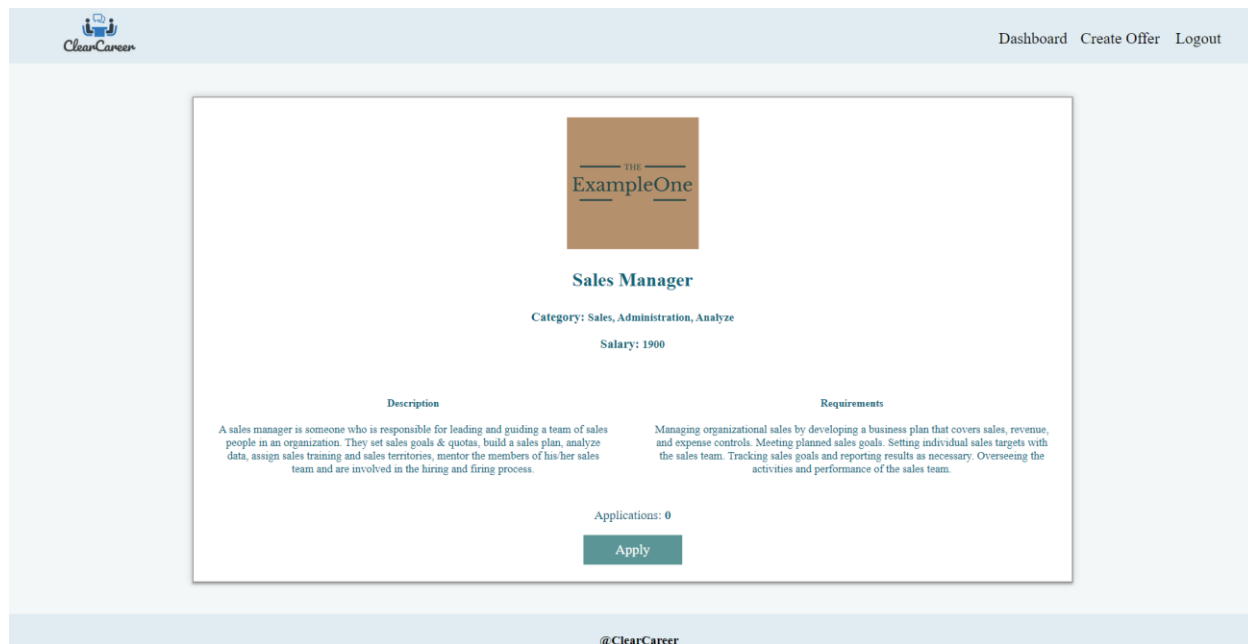 ClearCareer
Dashboard Create Offer Logout
THE
ExampleOne
Sales Manager
Category: Sales, Administration, Analyze
Salary: 1900
Description
A sales manager is someone who is responsible for leading and guiding a team of sales
people in an organization. They set sales goals & quotas, build a sales plan, analyze
data, assign sales training and sales territories, mentor the members of his/her sales
team and are involved in the hiring and firing process.
Requirements
Managing organizational sales by developing a business plan that covers sales, revenue,
and expense controls. Meeting planned sales goals. Setting individual sales targets with
the sales team. Tracking sales goals and reporting results as necessary. Overseeing the
activities and performance of the sales team.
Applications: 0
Apply
@ClearCareer